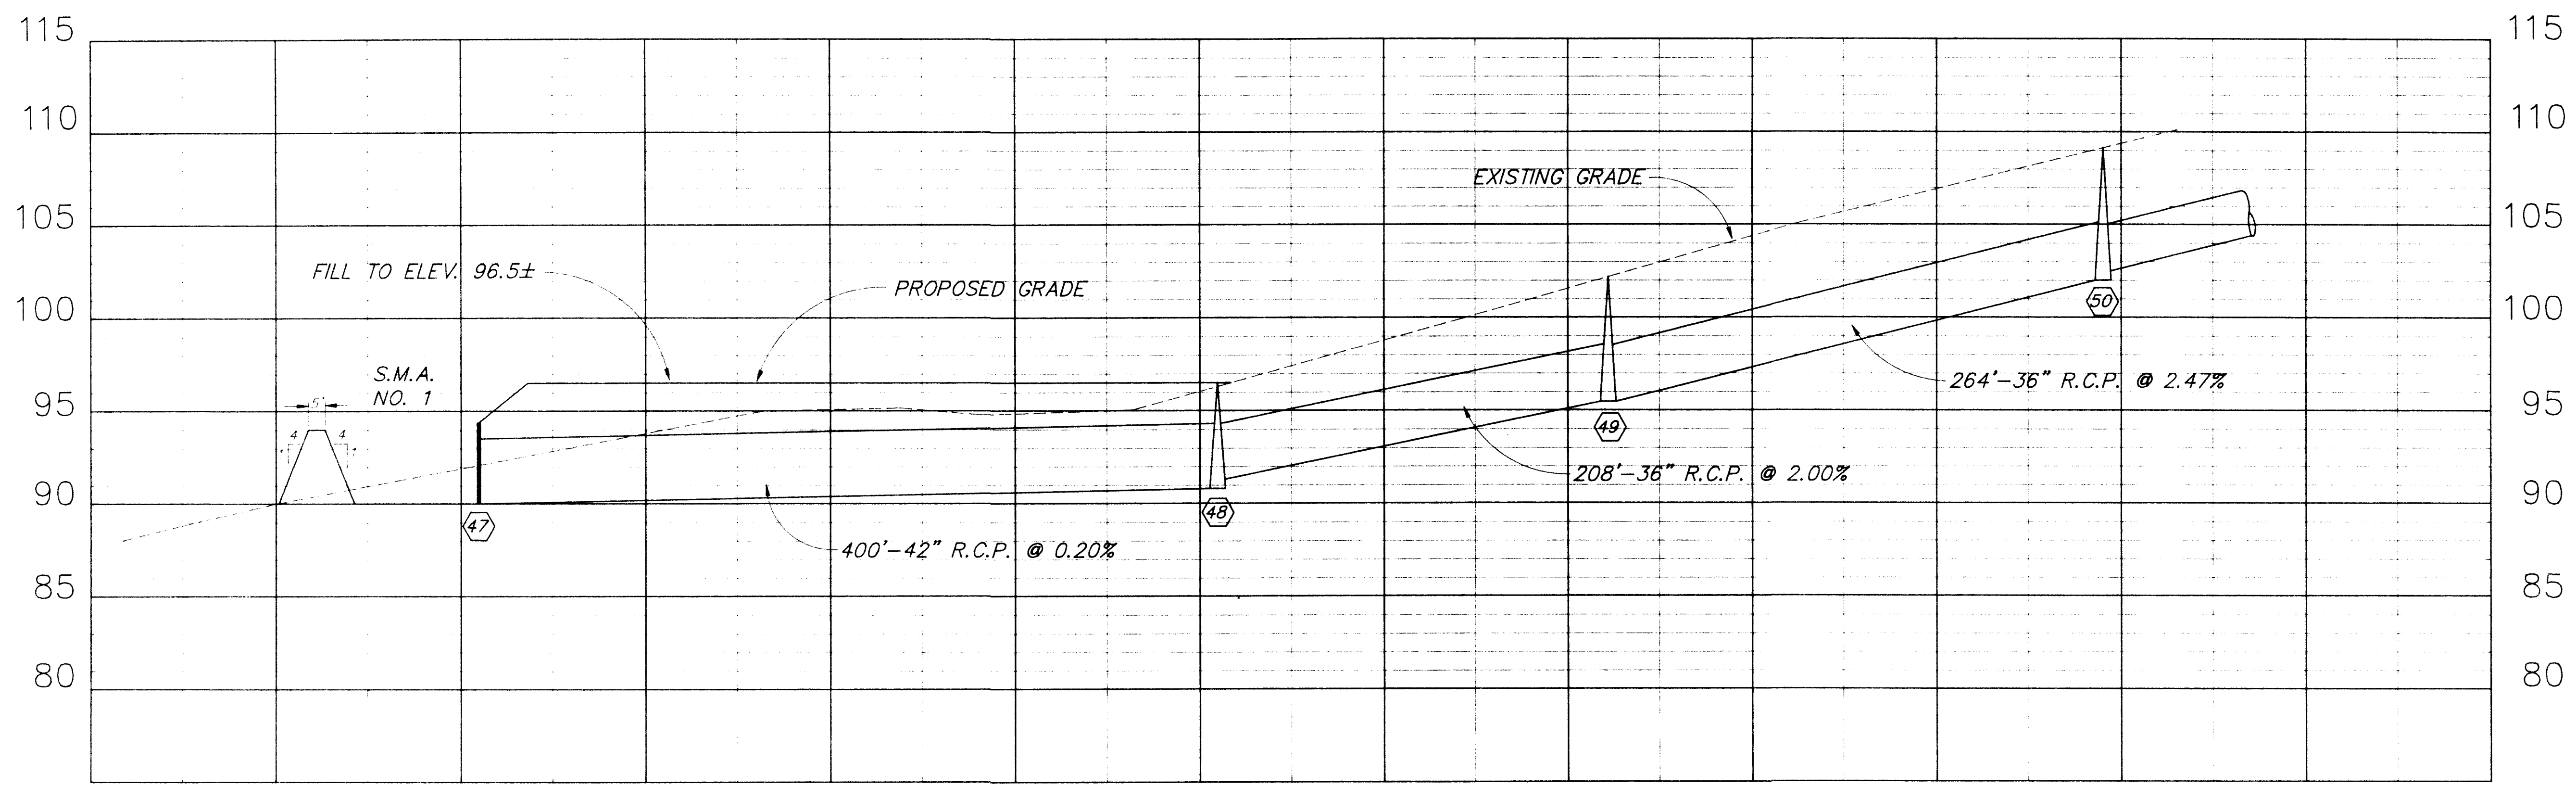 115
115
110
110
EXISTING GRADE
105
105
FILL TO ELEV. 96.5±
PROPOSED GRADE
100
100
50
S.M.A.
NO. 1
264'-36" R.C.P. @ 2.47%
5'
95
95
4
4
49
208'-36" R.C.P. @ 2.00%
90
90
47
48
400'-42" R.C.P. @ 0.20%
85
85
80
80